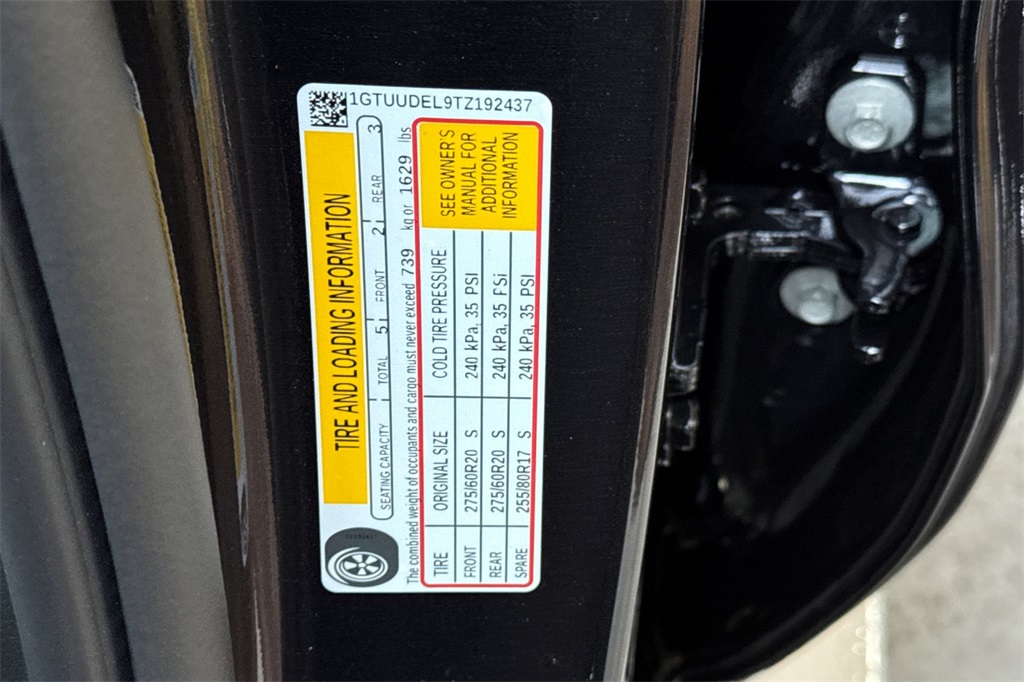 1GTUUDEL9TZ192437
TIRE AND LOADING INFORMATION
SEATING CAPACITY TOTAL 5 FRONT 2 REAR 3
The combined weight of occupants and cargo must never exceed 739 kg or 1629 lbs
TIRE ORIGINAL SIZE COLD TIRE PRESSURE
FRONT 275/60R20 S 240 kPa, 35 PSI
REAR 275/60R20 S 240 kPa, 35 PSi
SPARE 255/80R17 S 240 kPa, 35 PSI
SEE OWNER'S
MANUAL FOR
ADDITIONAL
INFORMATION